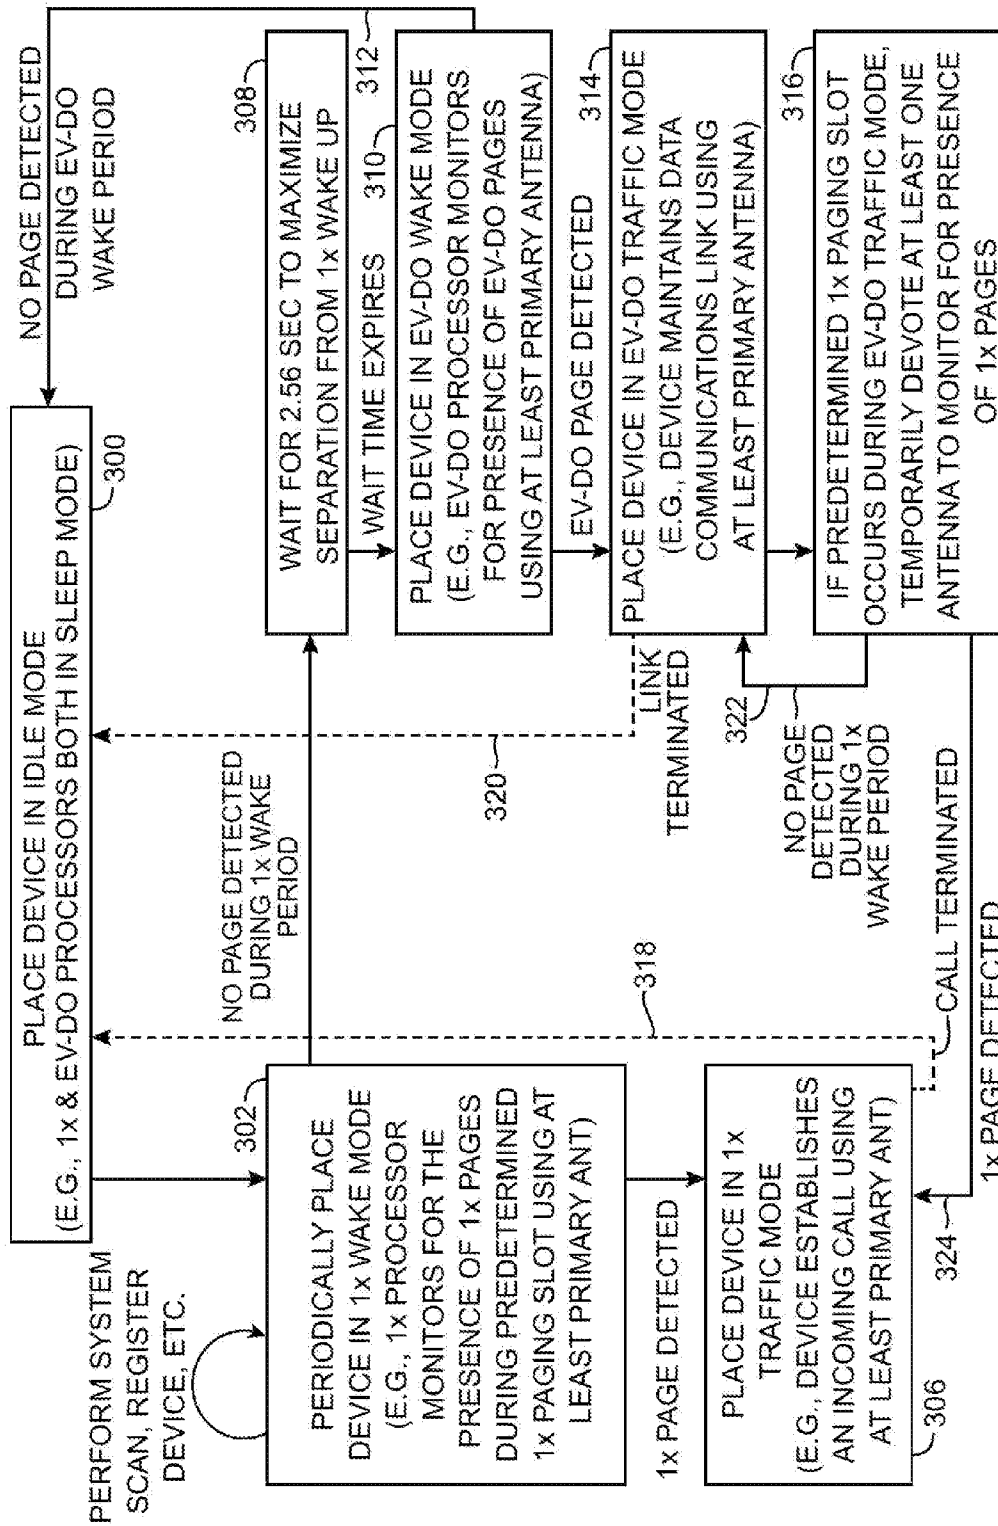 PLACE DEVICE IN IDLE MODE
(E.G., 1x & EV-DO PROCESSORS BOTH IN SLEEP MODE)
300
NO PAGE DETECTED
DURING EV-DO
WAKE PERIOD
PERFORM SYSTEM
SCAN, REGISTER
DEVICE, ETC.
302
PERIODICALLY PLACE
DEVICE IN 1x WAKE MODE
(E.G., 1x PROCESSOR
MONITORS FOR THE
PRESENCE OF 1x PAGES
DURING PREDETERMINED
1x PAGING SLOT USING AT
LEAST PRIMARY ANT)
NO PAGE DETECTED
DURING 1x WAKE
PERIOD
308
WAIT FOR 2.56 SEC TO MAXIMIZE
SEPARATION FROM 1x WAKE UP
WAIT TIME EXPIRES
310
312
PLACE DEVICE IN EV-DO WAKE MODE
(E.G., EV-DO PROCESSOR MONITORS
FOR PRESENCE OF EV-DO PAGES
USING AT LEAST PRIMARY ANTENNA)
320
EV-DO PAGE DETECTED
314
PLACE DEVICE IN EV-DO TRAFFIC MODE
(E.G., DEVICE MAINTAINS DATA
COMMUNICATIONS LINK USING
AT LEAST PRIMARY ANTENNA)
LINK
TERMINATED
318
1x PAGE DETECTED
PLACE DEVICE IN 1x
TRAFFIC MODE
(E.G., DEVICE ESTABLISHES
AN INCOMING CALL USING
AT LEAST PRIMARY ANT)
306
322
NO PAGE
DETECTED
DURING 1x
WAKE PERIOD
316
IF PREDETERMINED 1x PAGING SLOT
OCCURS DURING EV-DO TRAFFIC MODE,
TEMPORARILY DEVOTE AT LEAST ONE
ANTENNA TO MONITOR FOR PRESENCE
OF 1x PAGES
CALL TERMINATED
324
1x PAGE DETECTED